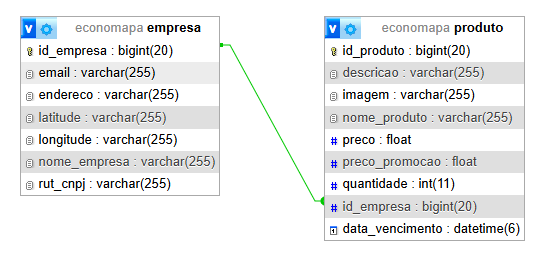 economapa empresa
id_empresa : bigint(20)
email : varchar(255)
endereco : varchar(255)
latitude : varchar(255)
longitude : varchar(255)
nome_empresa : varchar(255)
rut_cnpj : varchar(255)
economapa produto
id_produto : bigint(20)
descricao : varchar(255)
imagem : varchar(255)
nome_produto : varchar(255)
# preco : float
# preco_promocao : float
# quantidade : int(11)
# id_empresa : bigint(20)
data_vencimento : datetime(6)